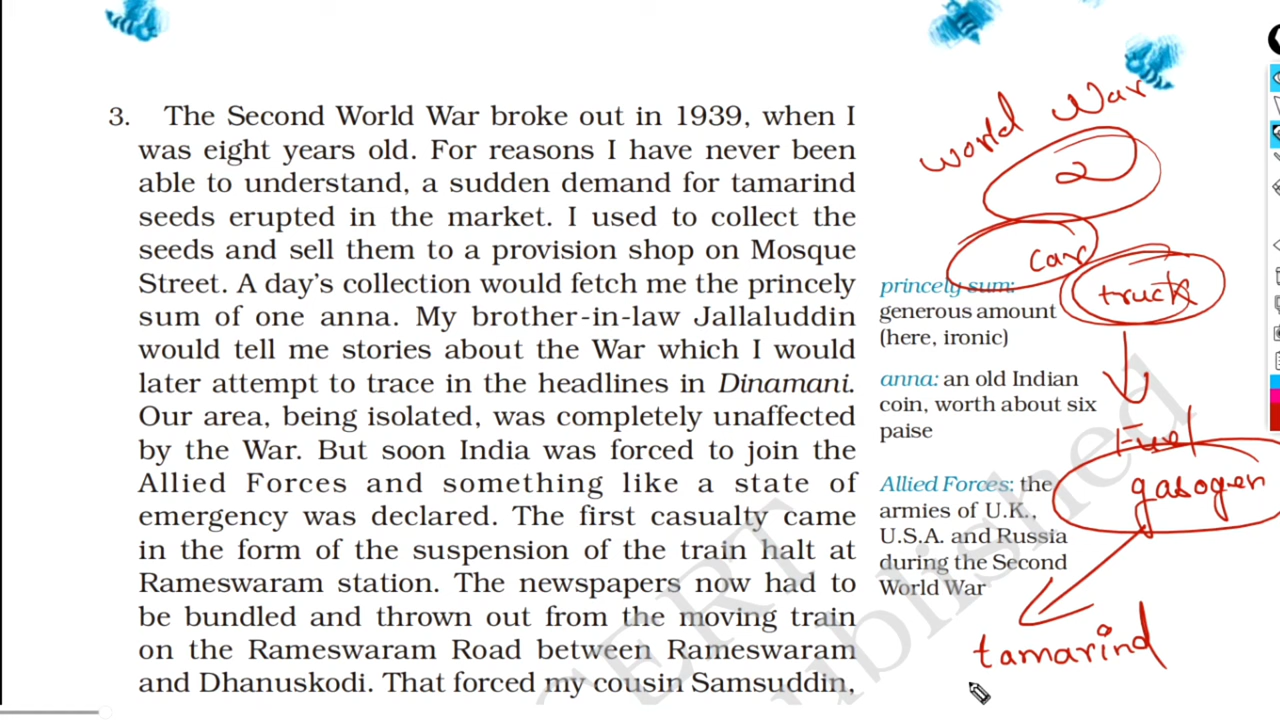 3. The Second World War broke out in 1939, when I
was eight years old. For reasons I have never been
able to understand, a sudden demand for tamarind
seeds erupted in the market. I used to collect the
seeds and sell them to a provision shop on Mosque
Street. A day's collection would fetch me the princely
sum of one anna. My brother-in-law Jallaluddin
would tell me stories about the War which I would
later attempt to trace in the headlines in Dinamani.
Our area, being isolated, was completely unaffected
by the War. But soon India was forced to join the
Allied Forces and something like a state of
emergency was declared. The first casualty came
in the form of the suspension of the train halt at
Rameswaram station. The newspapers now had to
be bundled and thrown out from the moving train
on the Rameswaram Road between Rameswaram
and Dhanuskodi. That forced my cousin Samsuddin,
princely sum:
generous amount
(here, ironic)
anna: an old Indian
coin, worth about six
paise
Allied Forces: the
armies of U.K.,
U.S.A. and Russia
during the Second
World War
World War
2
car
truck
Fuel
gasogen
tamarind
ublished